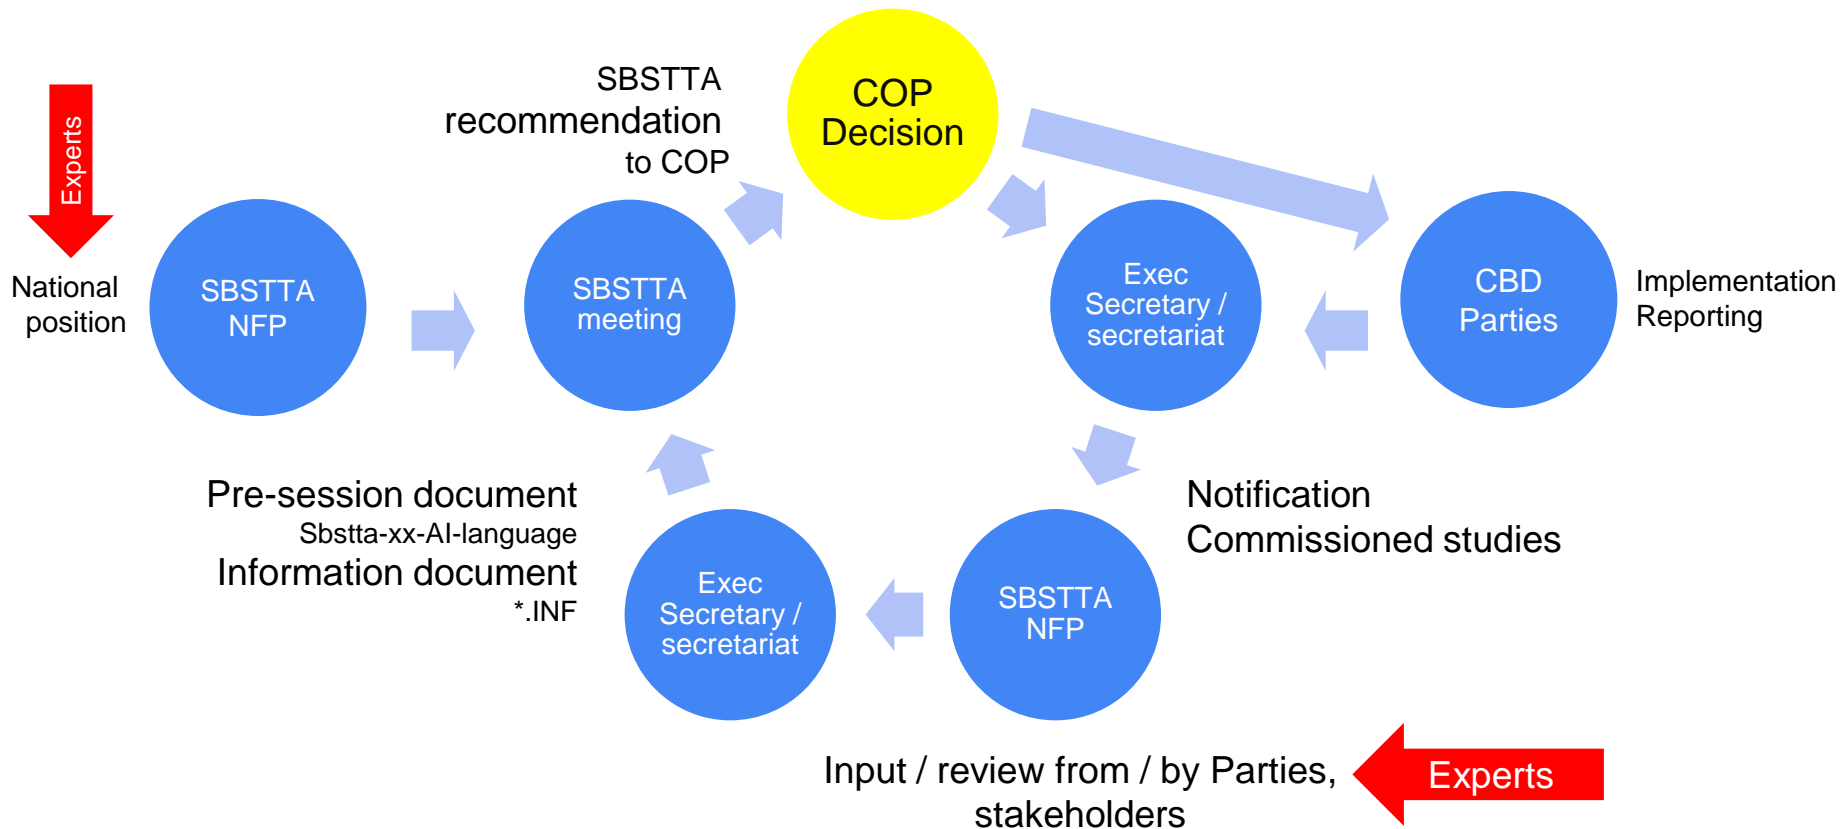 SBSTTA
recommendation
to COP
COP
Decision
Experts
National
position
SBSTTA
NFP
SBSTTA
meeting
Exec
Secretary /
secretariat
CBD
Parties
Implementation
Reporting
Pre-session document
Sbstta-xx-AI-language
Information document
*.INF
Exec
Secretary /
secretariat
SBSTTA
NFP
Notification
Commissioned studies
Input / review from / by Parties,
stakeholders
Experts